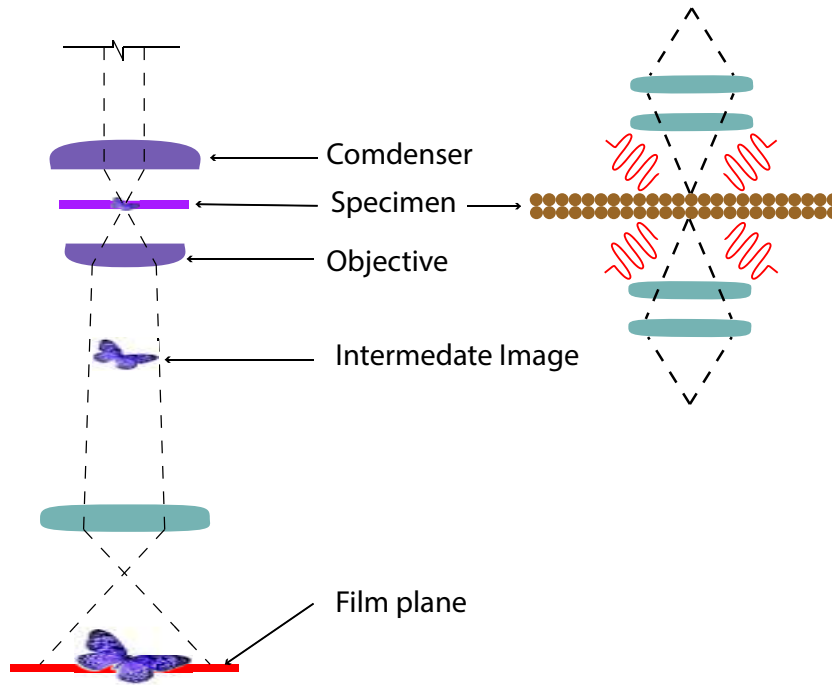 Comdenser
Specimen
Objective
Intermedate Image
Film plane